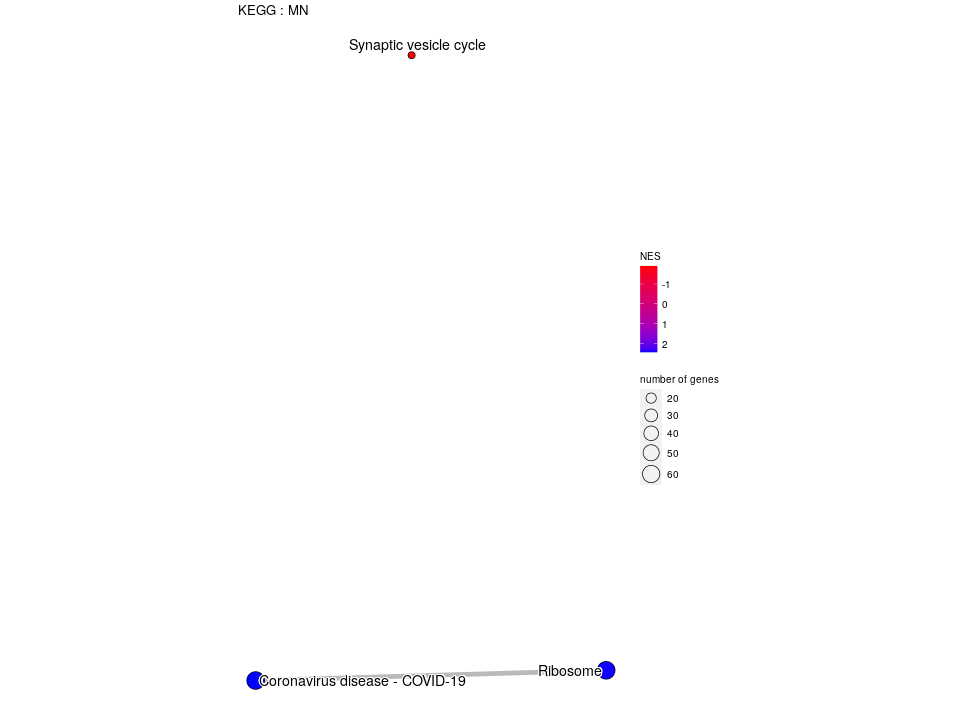 KEGG : MN
Synaptic vesicle cycle
NES
-1
0
1
2
number of genes
20
30
40
50
60
Ribosome
Coronavirus disease - COVID-19